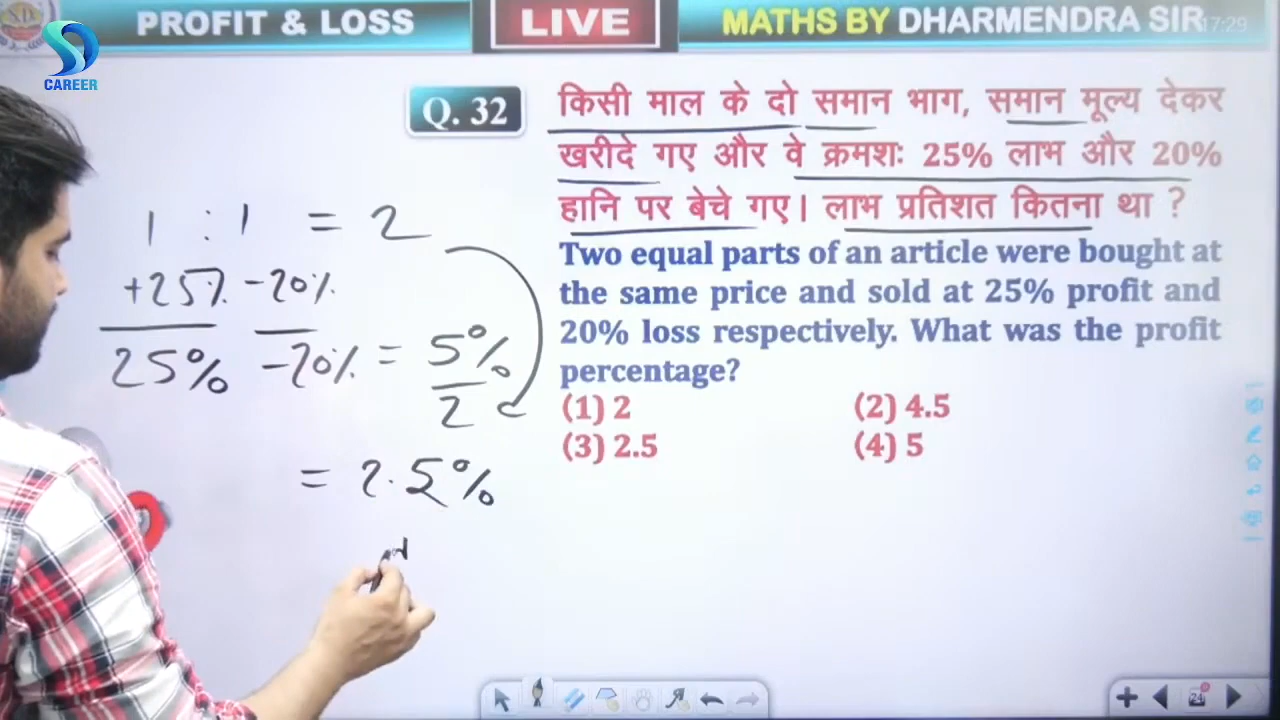 PROFIT & LOSS
LIVE
MATHS BY DHARMENDRA SIR
17:29
CAREER
Q. 32
किसी माल के दो समान भाग, समान मूल्य देकर
खरीदे गए और वे क्रमशः 25% लाभ और 20%
हानि पर बेचे गए। लाभ प्रतिशत कितना था ?
Two equal parts of an article were bought at
the same price and sold at 25% profit and
20% loss respectively. What was the profit
percentage?
(1) 2
(2) 4.5
(3) 2.5
(4) 5
1 : 1 = 2
+25% -20%
25% -20% = 5%
2
= 2.5%
24